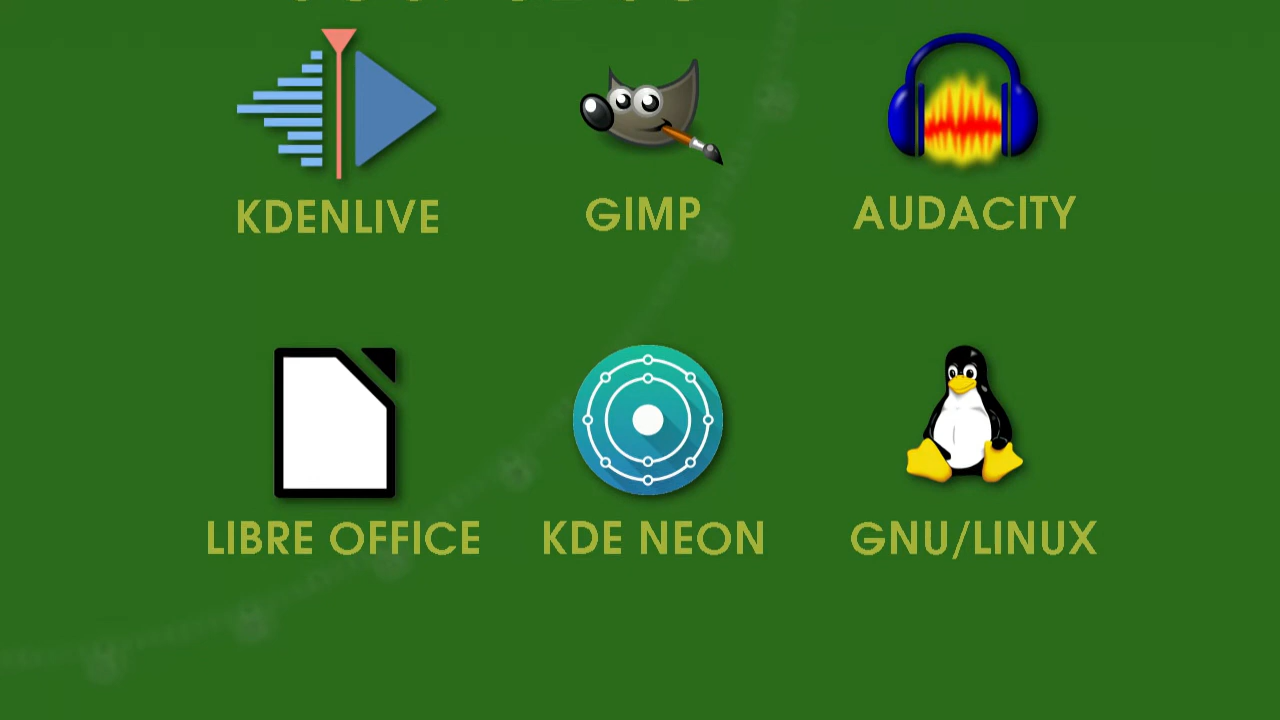 KDENLIVE
GIMP
AUDACITY
LIBRE OFFICE
KDE NEON
GNU/LINUX